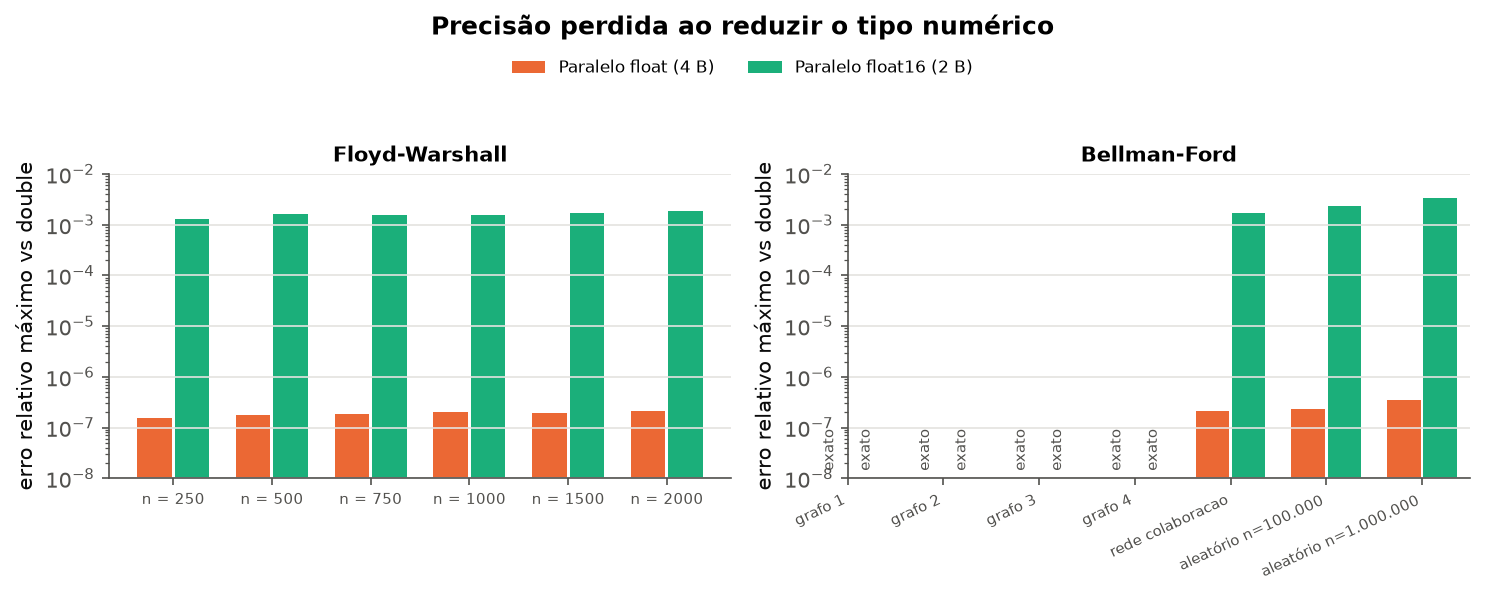 Precisão perdida ao reduzir o tipo numérico
Paralelo float (4 B) Paralelo float16 (2 B)
Floyd-Warshall
erro relativo máximo vs double
10⁻²
10⁻³
10⁻⁴
10⁻⁵
10⁻⁶
10⁻⁷
10⁻⁸
n = 250 n = 500 n = 750 n = 1000 n = 1500 n = 2000
Bellman-Ford
erro relativo máximo vs double
10⁻²
10⁻³
10⁻⁴
10⁻⁵
10⁻⁶
10⁻⁷
10⁻⁸
exato exato exato exato exato exato exato exato
grafo 1 grafo 2 grafo 3 grafo 4 rede colaboracao aleatório n=100.000 aleatório n=1.000.000